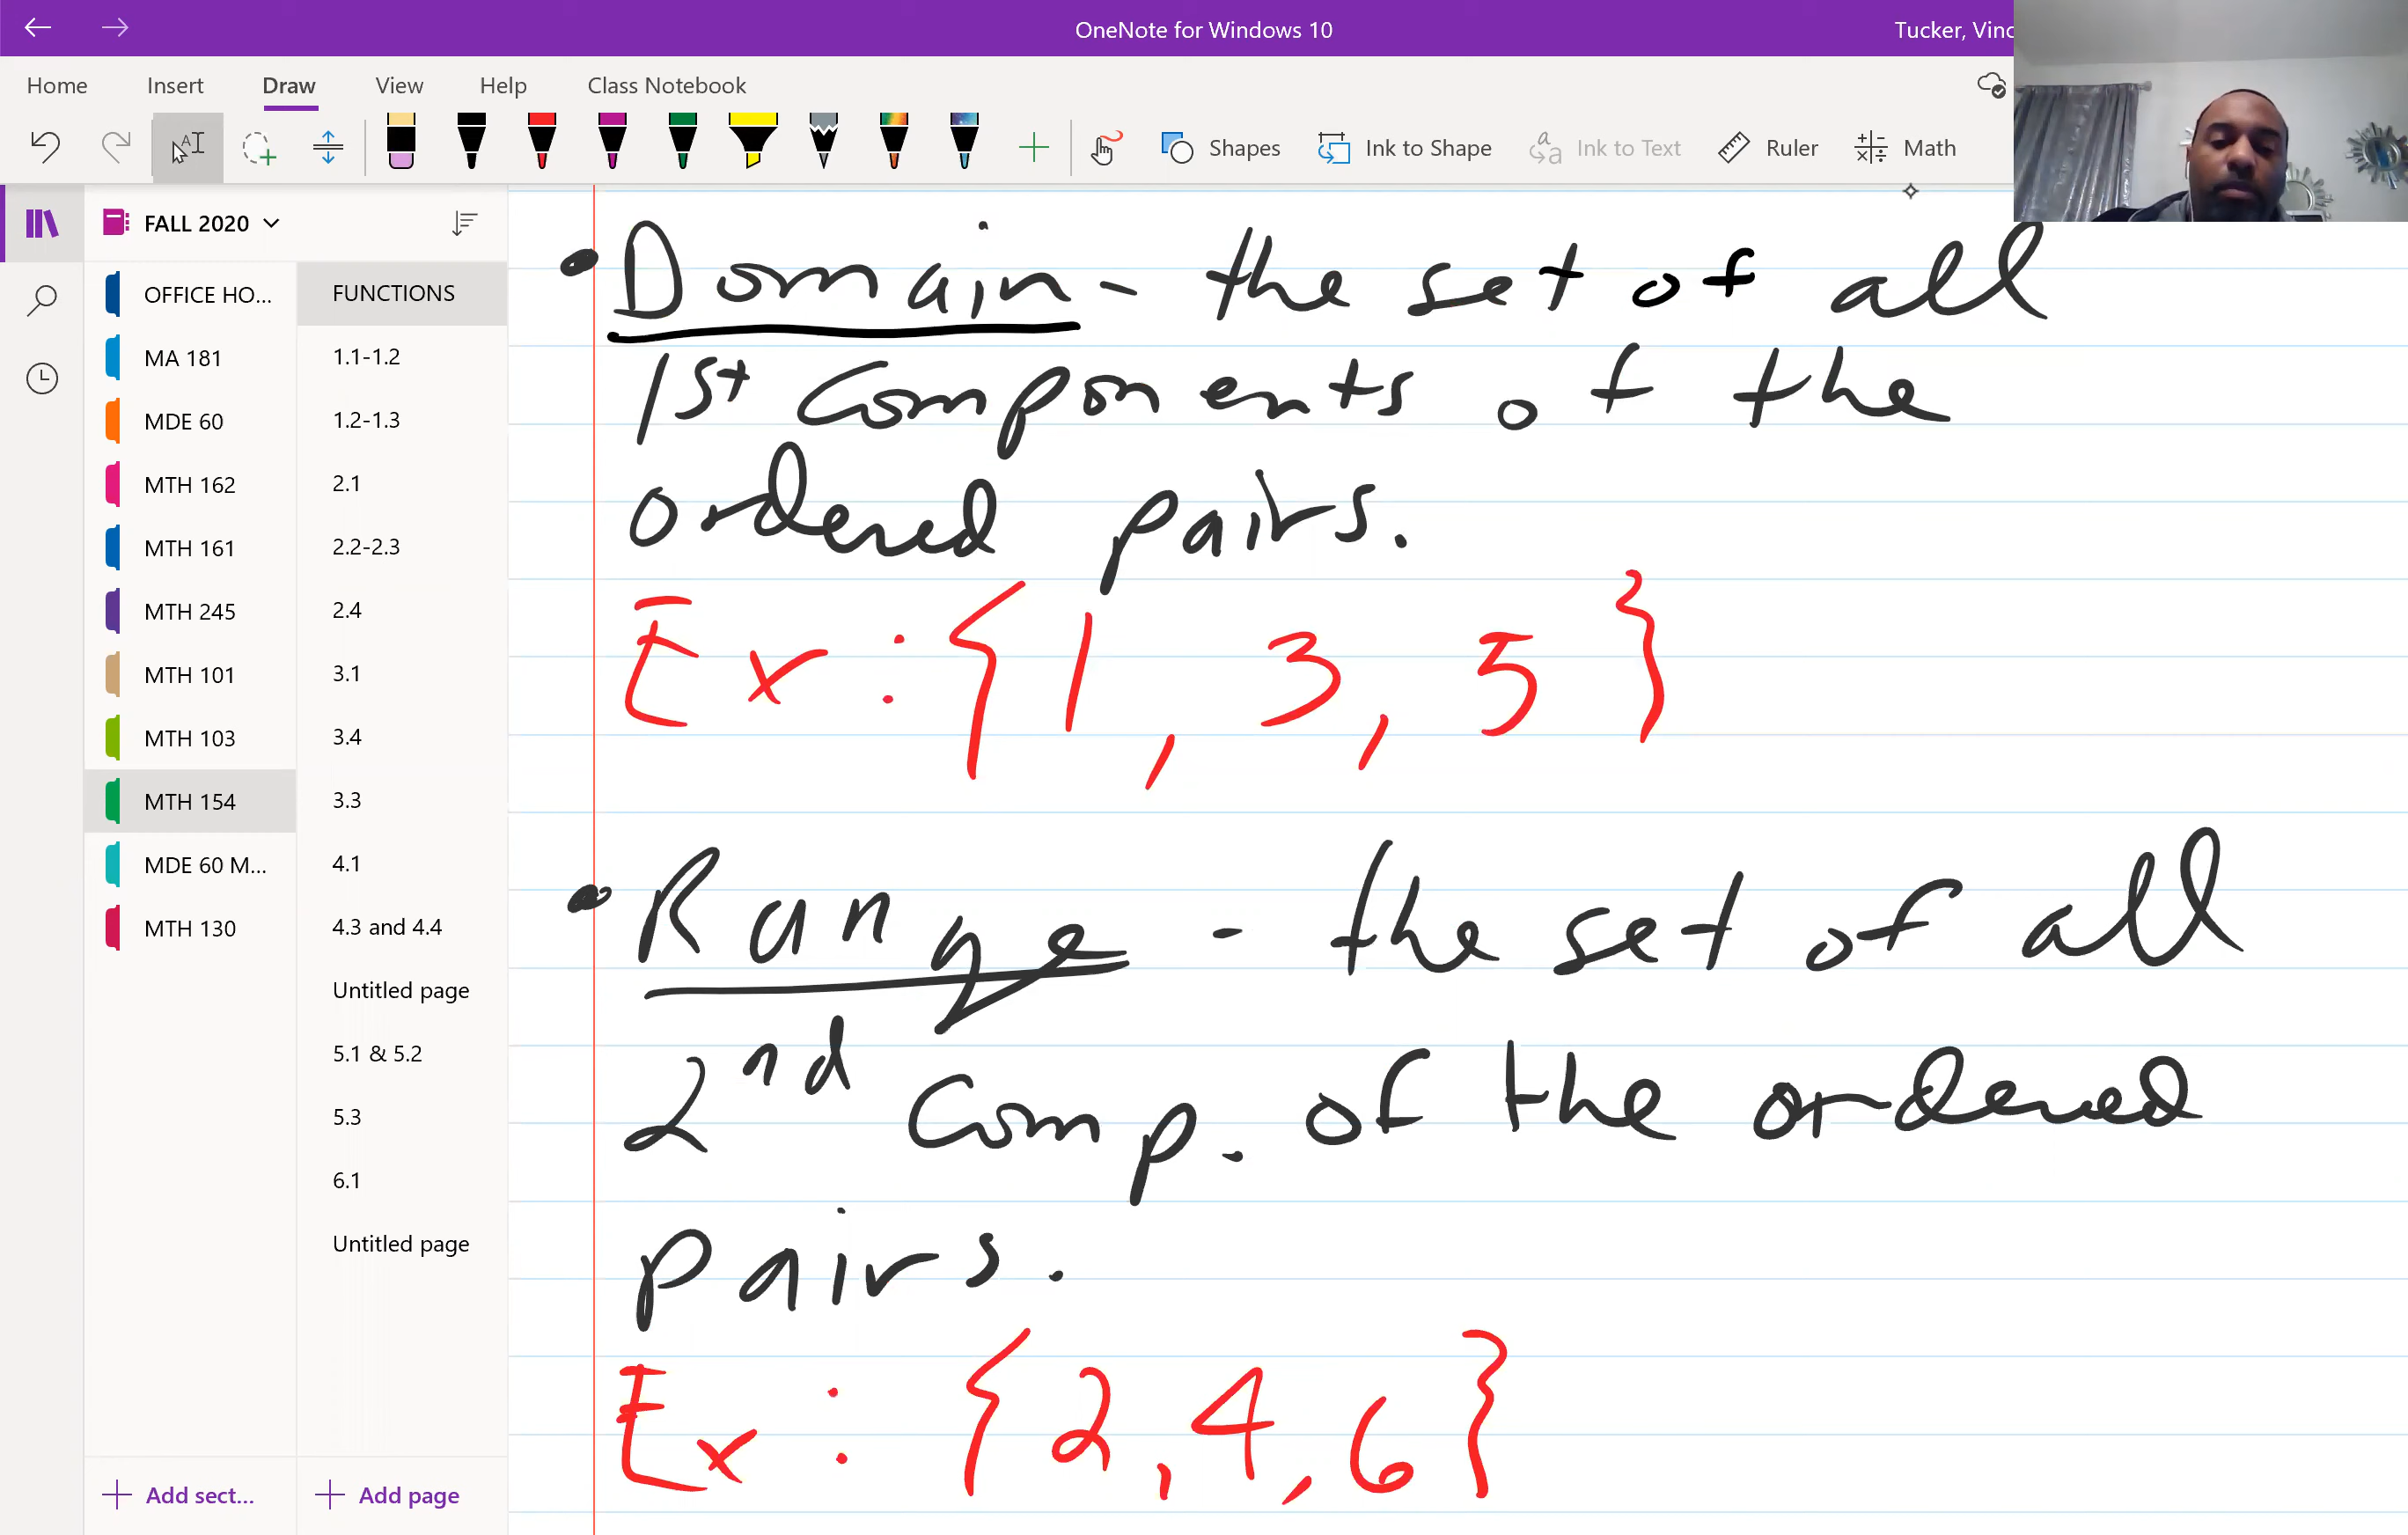 OneNote for Windows 10
Tucker, Vinc
Home Insert Draw View Help Class Notebook
Shapes Ink to Shape Ink to Text Ruler Math
FALL 2020
OFFICE HO...
MA 181
MDE 60
MTH 162
MTH 161
MTH 245
MTH 101
MTH 103
MTH 154
MDE 60 M...
MTH 130
Add sect...
FUNCTIONS
1.1-1.2
1.2-1.3
2.1
2.2-2.3
2.4
3.1
3.4
3.3
4.1
4.3 and 4.4
Untitled page
5.1 & 5.2
5.3
6.1
Untitled page
Add page
• Domain - the set of all
1st components of the
ordered pairs.
Ex: {1, 3, 5}
• Range - the set of all
2nd comp. of the ordered
pairs.
Ex: {2, 4, 6}